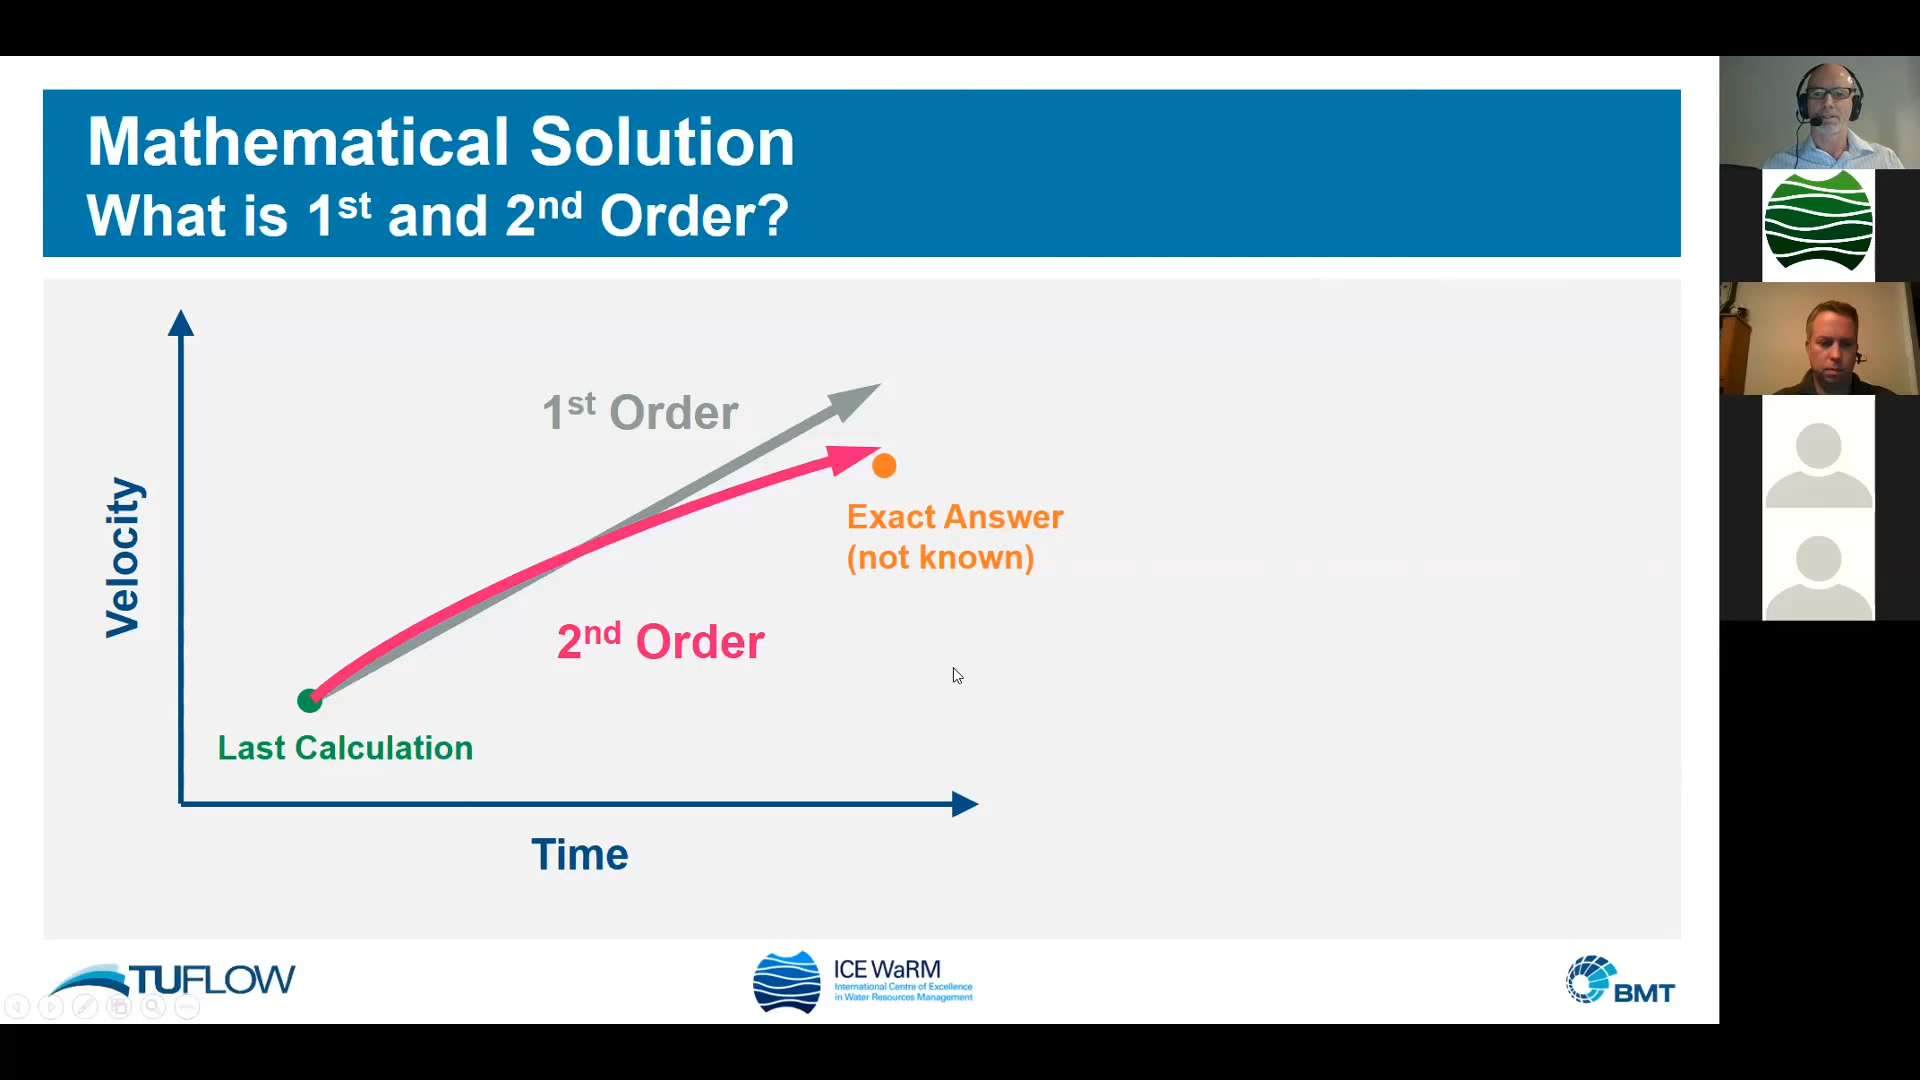 Mathematical Solution
What is 1st and 2nd Order?
1st Order
Exact Answer
(not known)
Velocity
2nd Order
Last Calculation
Time
TUFLOW
ICE WaRM
International Centre of Excellence
in Water Resources Management
BMT